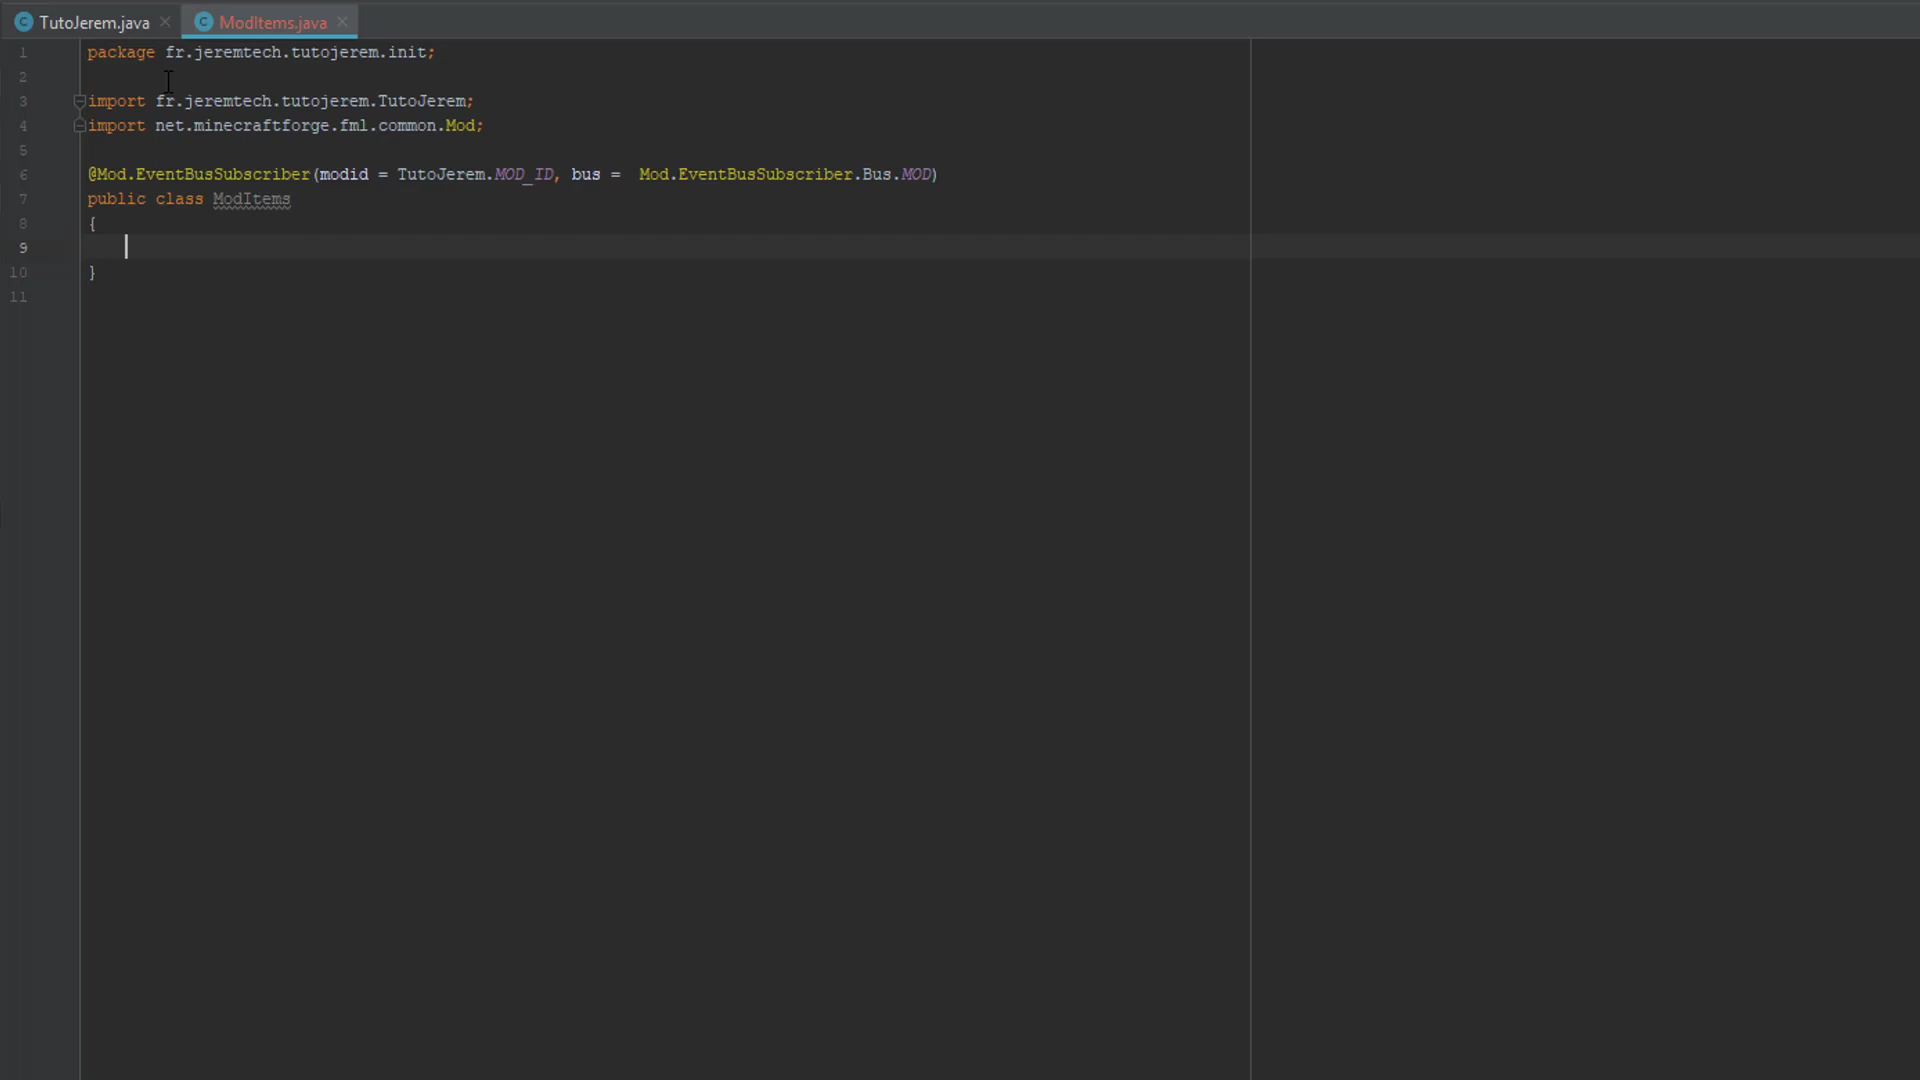 TutoJerem.java ModItems.java
1 package fr.jeremtech.tutojerem.init;
2
3 import fr.jeremtech.tutojerem.TutoJerem;
4 import net.minecraftforge.fml.common.Mod;
5
6 @Mod.EventBusSubscriber(modid = TutoJerem.MOD_ID, bus =  Mod.EventBusSubscriber.Bus.MOD)
7 public class ModItems
8 {
9
10 }
11